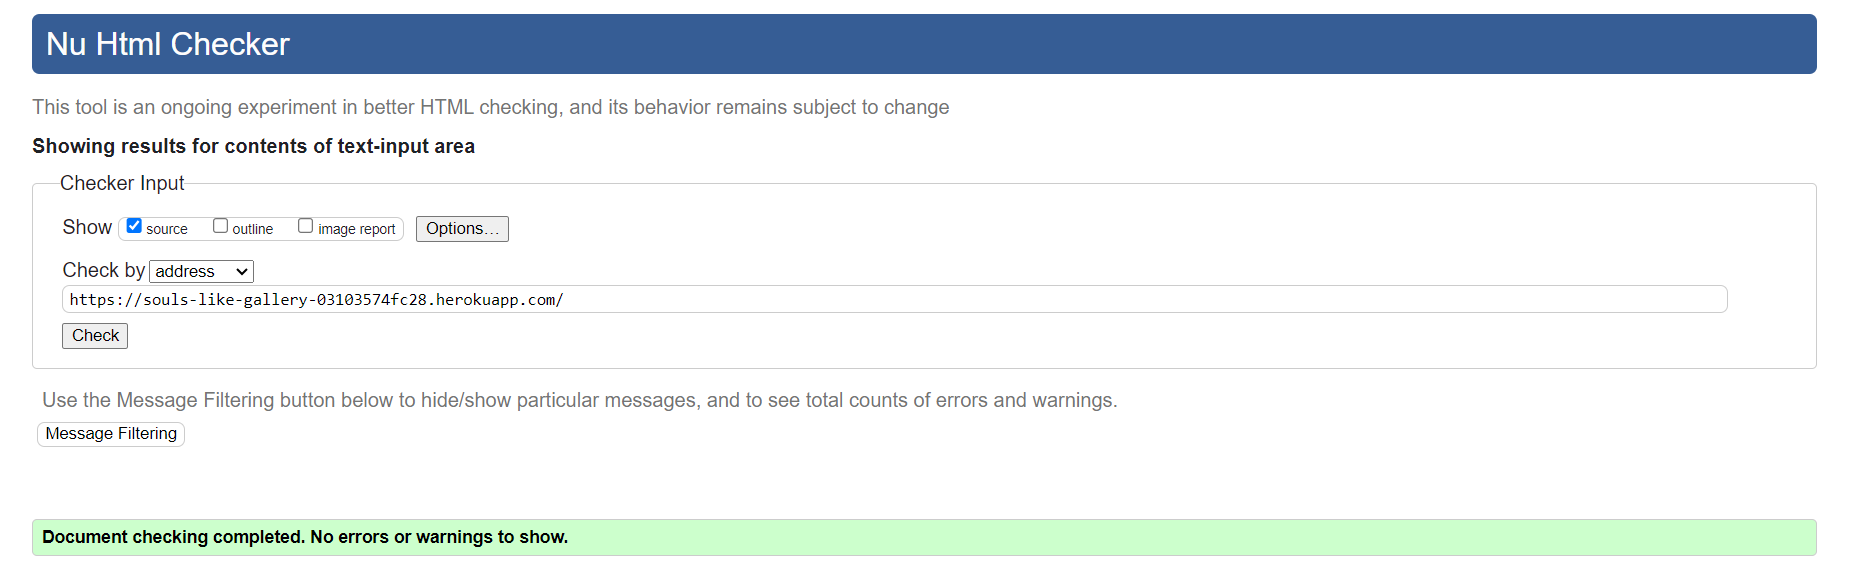 Nu Html Checker
This tool is an ongoing experiment in better HTML checking, and its behavior remains subject to change
Showing results for contents of text-input area
Checker Input
Show source outline image report Options...
Check by address
https://souls-like-gallery-03103574fc28.herokuapp.com/
Check
Use the Message Filtering button below to hide/show particular messages, and to see total counts of errors and warnings.
Message Filtering
Document checking completed. No errors or warnings to show.